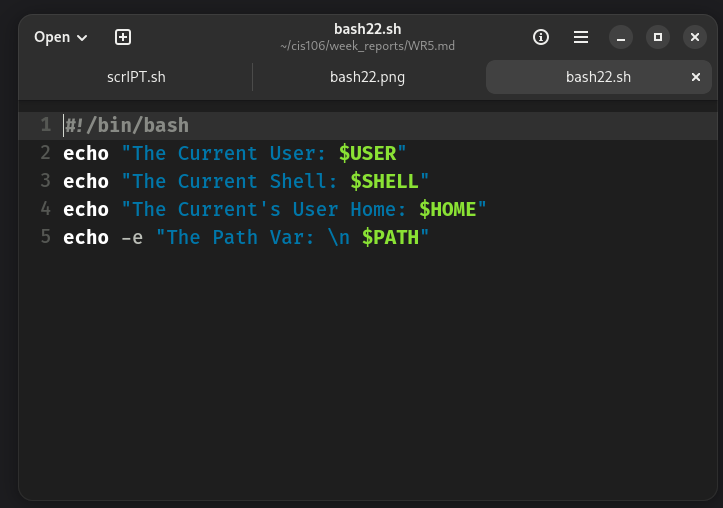 Open
bash22.sh
~/cis106/week_reports/WR5.md
scrIPT.sh
bash22.png
bash22.sh
1 #!/bin/bash
2 echo "The Current User: $USER"
3 echo "The Current Shell: $SHELL"
4 echo "The Current's User Home: $HOME"
5 echo -e "The Path Var: \n $PATH"